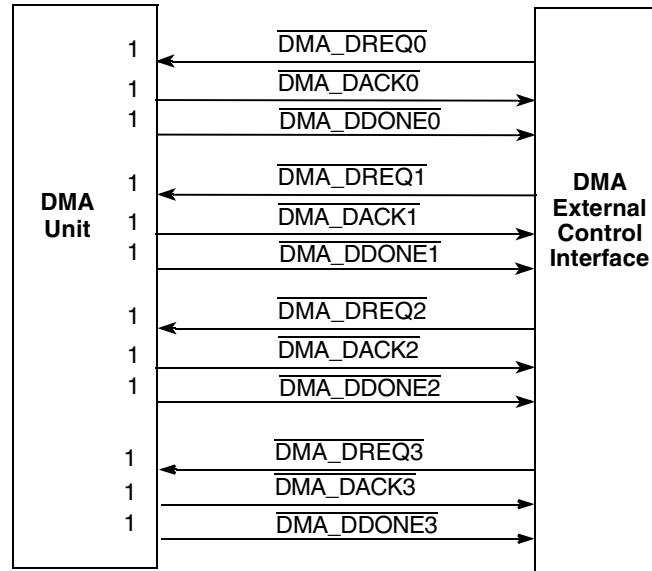 1 DMA_DREQ0
1 DMA_DACK0
1 DMA_DDONE0
1 DMA_DREQ1
1 DMA_DACK1
1 DMA_DDONE1
DMA
Unit
DMA
External
Control
Interface
1 DMA_DREQ2
1 DMA_DACK2
1 DMA_DDONE2
1 DMA_DREQ3
1 DMA_DACK3
1 DMA_DDONE3